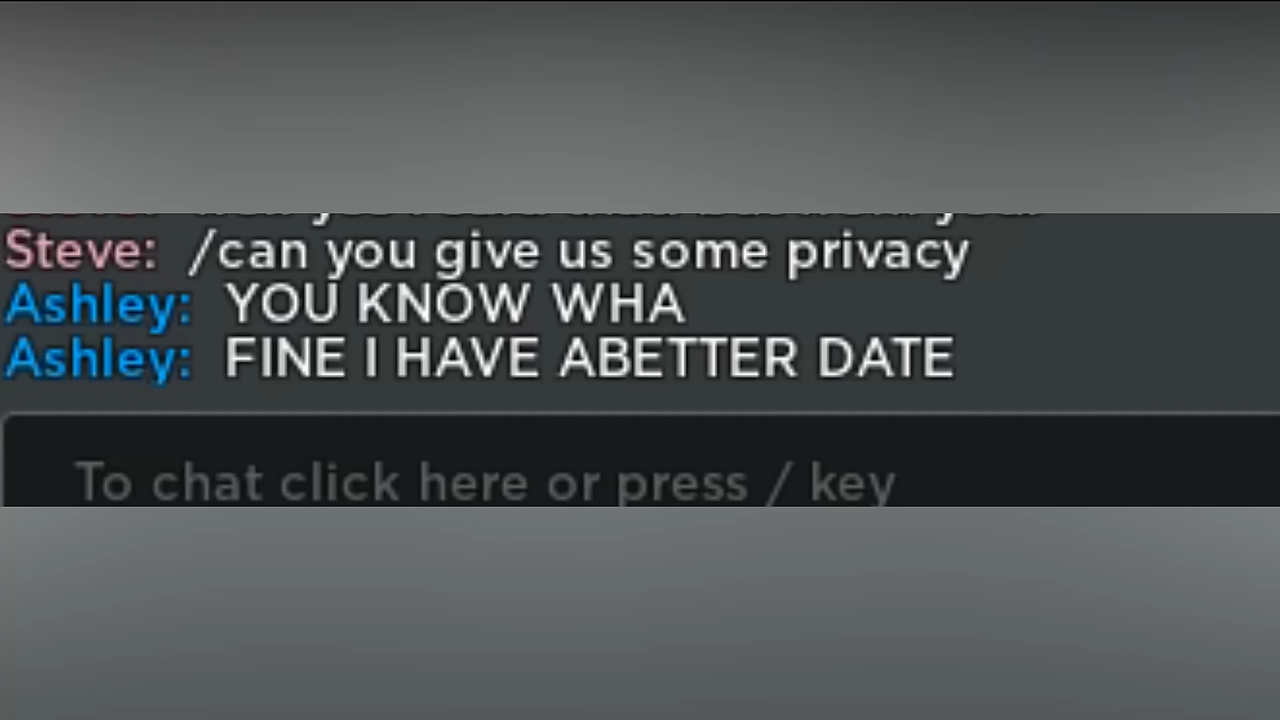 Steve: /can you give us some privacy
Ashley: YOU KNOW WHA
Ashley: FINE I HAVE ABETTER DATE
To chat click here or press / key